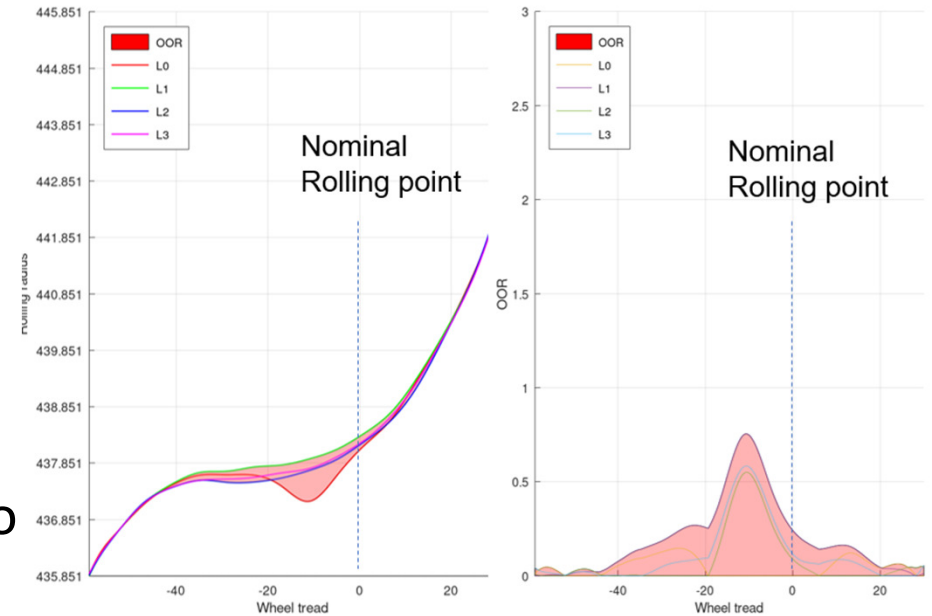 445.851
444.851
443.851
442.851
441.851
440.851
439.851
438.851
437.851
436.851
435.851
OOR
L0
L1
L2
L3
Nominal
Rolling point
-40
-20
0
20
Wheel tread
Rolling radius
3
2.5
2
1.5
1
0.5
0
OOR
OOR
L0
L1
L2
L3
Nominal
Rolling point
-40
-20
0
20
Wheel tread